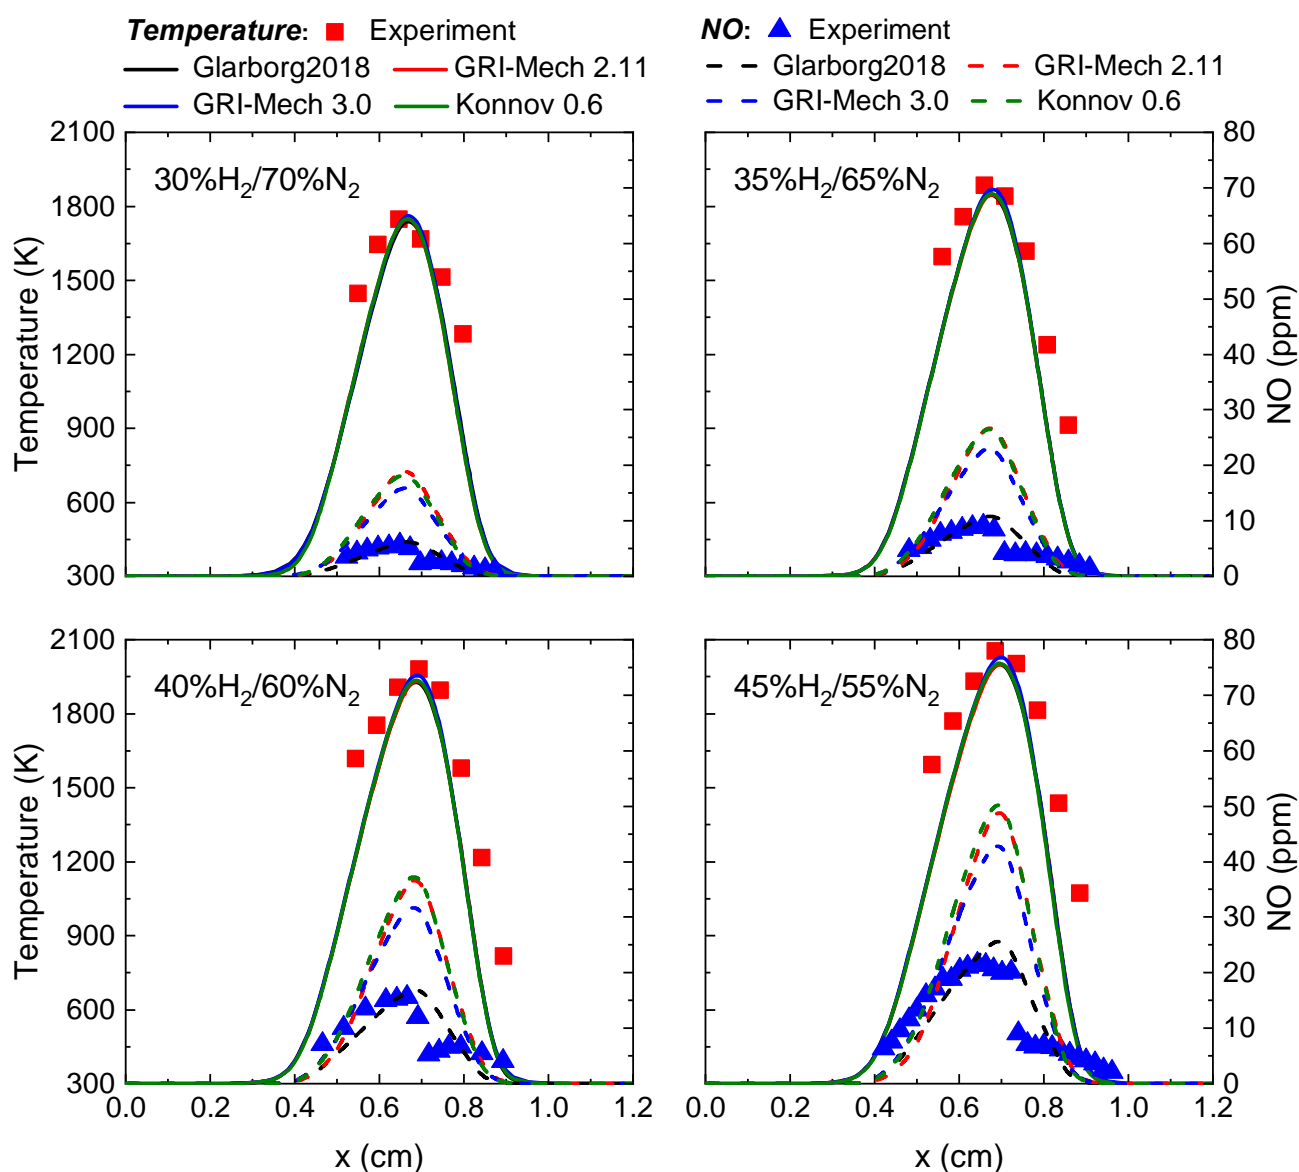 Temperature: Experiment
Glarborg2018 GRI-Mech 2.11
GRI-Mech 3.0 Konnov 0.6
NO: Experiment
Glarborg2018 GRI-Mech 2.11
GRI-Mech 3.0 Konnov 0.6
2100
1800
1500
1200
900
600
300
Temperature (K)
30%H2/70%N2
35%H2/65%N2
80
70
60
50
40
30
20
10
0
NO (ppm)
2100
1800
1500
1200
900
600
300
Temperature (K)
40%H2/60%N2
0.0 0.2 0.4 0.6 0.8 1.0 1.2
x (cm)
45%H2/55%N2
80
70
60
50
40
30
20
10
0
NO (ppm)
0.0 0.2 0.4 0.6 0.8 1.0 1.2
x (cm)